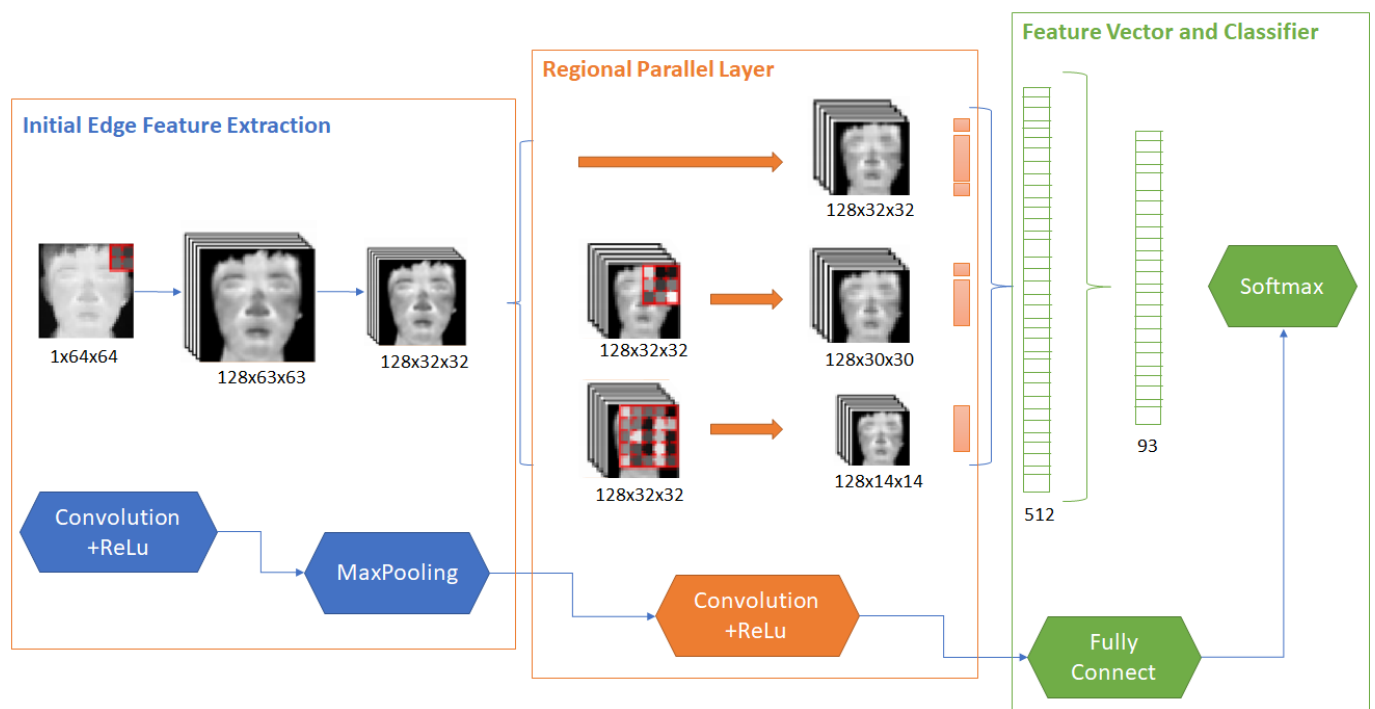 Initial Edge Feature Extraction
1x64x64
128x63x63
128x32x32
Convolution
+ReLu
MaxPooling
Regional Parallel Layer
128x32x32
128x32x32
128x30x30
128x32x32
128x14x14
Convolution
+ReLu
Feature Vector and Classifier
512
93
Softmax
Fully
Connect